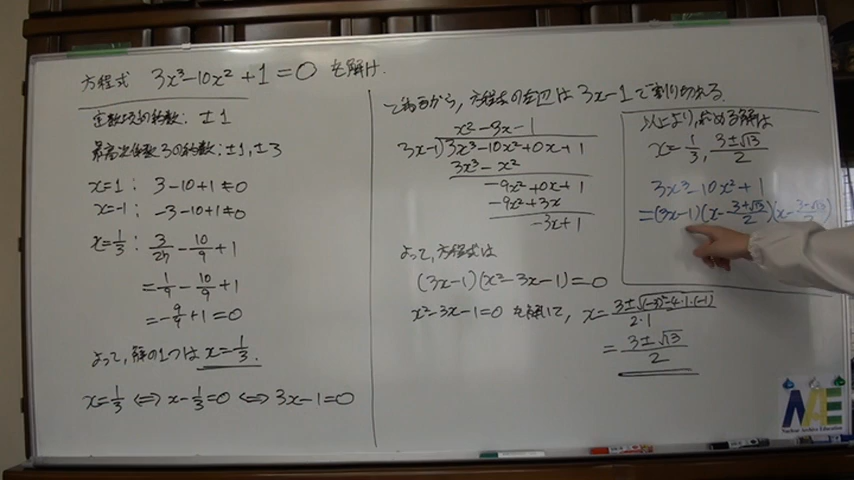 方程式 3x³-10x²+1=0 を解け.
定数項の約数: ±1
最高次係数3の約数: ±1, ±3
x=1: 3-10+1≠0
x=-1: -3-10+1≠0
x=1/3: 3/27-10/9+1
=1/9-10/9+1
=-9/9+1=0
よって,解の1つは x=1/3.
x=1/3 ⇔ x-1/3=0 ⇔ 3x-1=0
から, 方程式の左辺は 3x-1 で割り切れる.
x²-3x-1
3x-1)3x³-10x²+0x+1
3x³-x²
-9x²+0x+1
-9x²+3x
-3x+1
よって, 方程式は
(3x-1)(x²-3x-1)=0
x²-3x-1=0 を解いて, x=3±√(-3)²-4·1·(-1)/2·1
=3±√13/2
以上より, 求める解は
x=1/3, 3±√13/2
3x³-10x²+1
=(3x-1)(x-3+√13/2)(x-3-√13/2)
NAE
Nuclear Archive Education